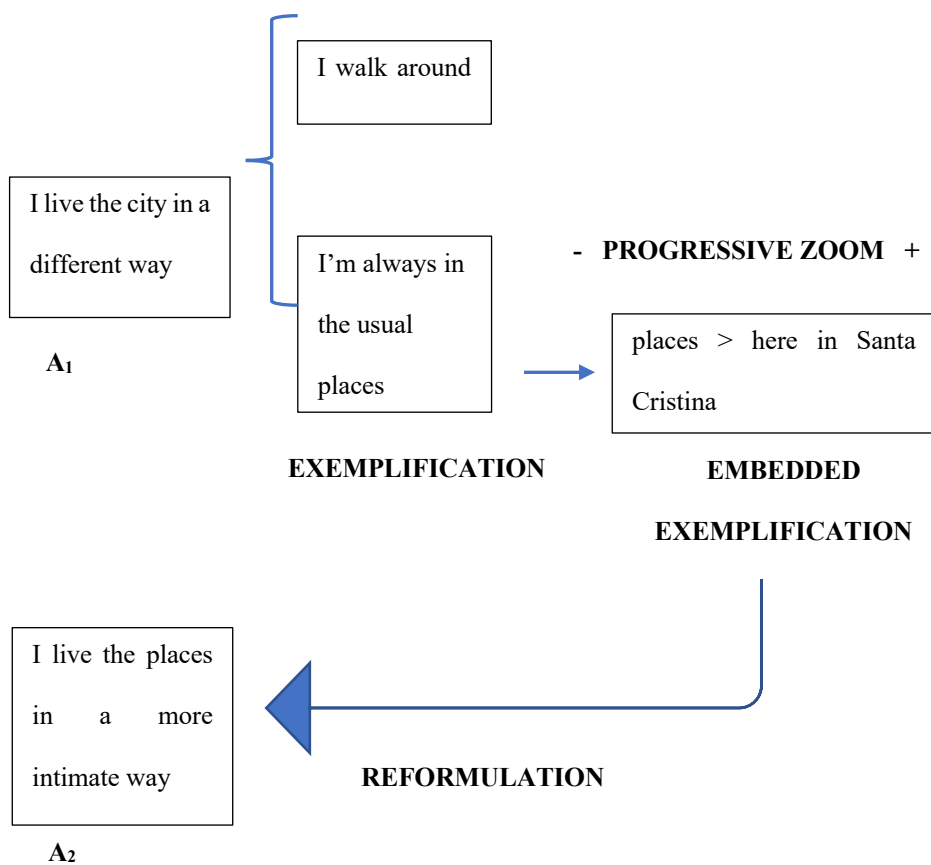 I walk around
I live the city in a
different way
A1
I'm always in
the usual
places
- PROGRESSIVE ZOOM +
places > here in Santa
Cristina
EXEMPLIFICATION
EMBEDDED
EXEMPLIFICATION
I live the places
in a more
intimate way
A2
REFORMULATION